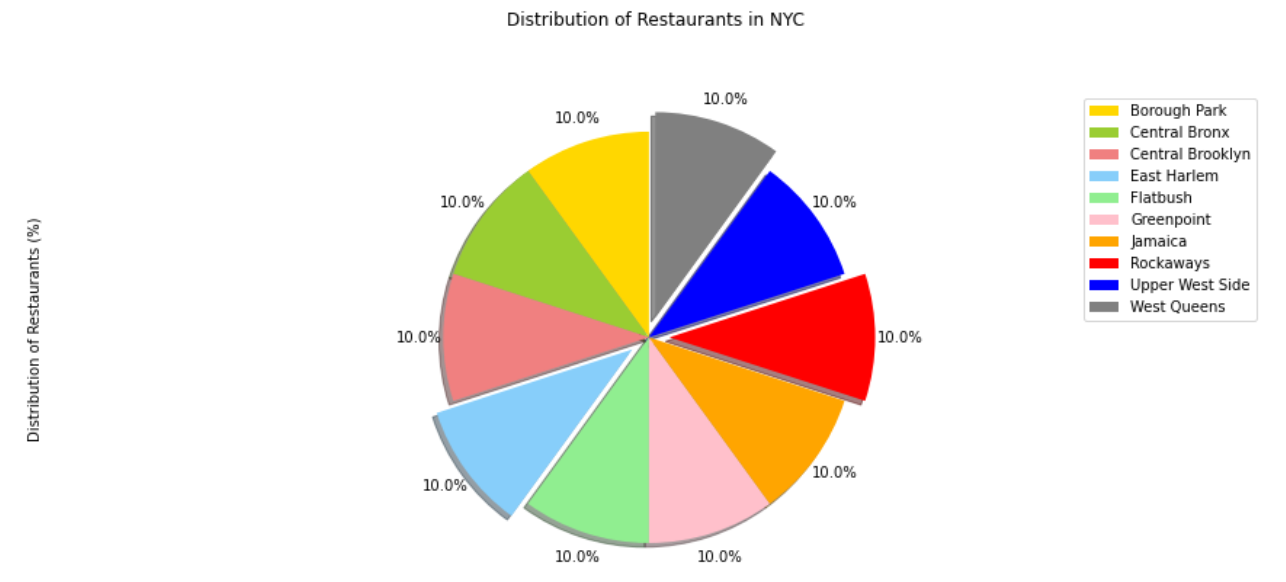 Distribution of Restaurants in NYC
Distribution of Restaurants (%)
10.0%
10.0%
10.0%
10.0%
10.0%
10.0%
10.0%
10.0%
10.0%
10.0%
Borough Park
Central Bronx
Central Brooklyn
East Harlem
Flatbush
Greenpoint
Jamaica
Rockaways
Upper West Side
West Queens